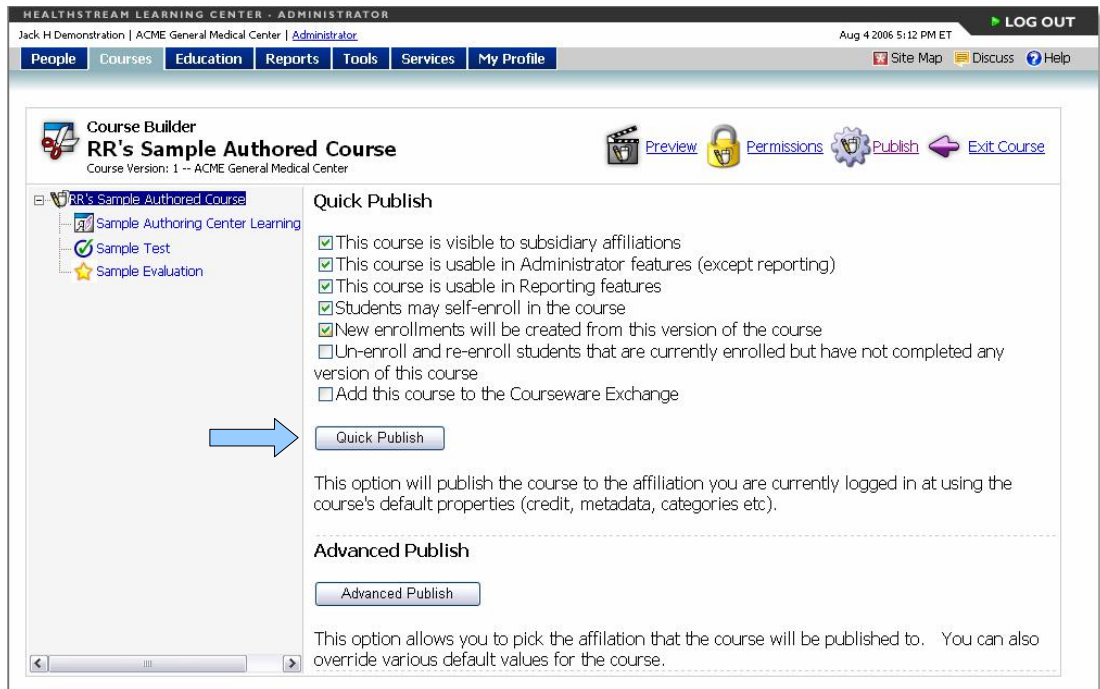 HEALTHSTREAM LEARNING CENTER - ADMINISTRATOR
LOG OUT
Jack H Demonstration | ACME General Medical Center | Administrator
Aug 4 2006 5:12 PM ET
People Courses Education Reports Tools Services My Profile
Site Map Discuss Help
Course Builder
RR's Sample Authored Course
Course Version: 1 -- ACME General Medical Center
Preview Permissions Publish Exit Course
RR's Sample Authored Course
Sample Authoring Center Learning
Sample Test
Sample Evaluation
Quick Publish
This course is visible to subsidiary affiliations
This course is usable in Administrator features (except reporting)
This course is usable in Reporting features
Students may self-enroll in the course
New enrollments will be created from this version of the course
Un-enroll and re-enroll students that are currently enrolled but have not completed any
version of this course
Add this course to the Courseware Exchange
Quick Publish
This option will publish the course to the affiliation you are currently logged in at using the
course's default properties (credit, metadata, categories etc).
Advanced Publish
Advanced Publish
This option allows you to pick the affilation that the course will be published to. You can also
override various default values for the course.